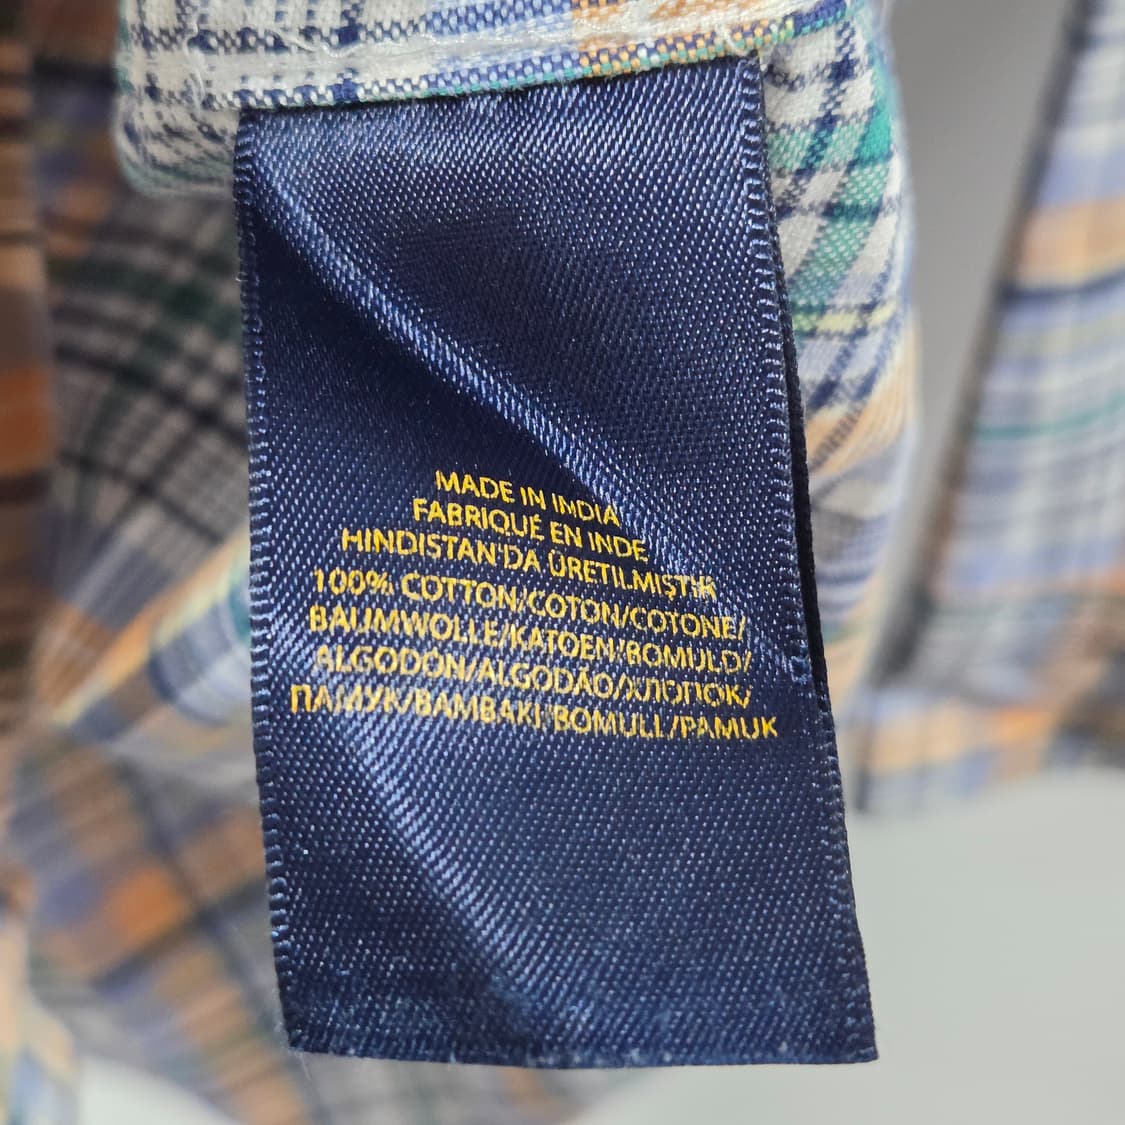 MADE IN INDIA
FABRIQUÉ EN INDE
HINDISTAN'DA ÜRETILMIŞTIR
100% COTTON/COTON/COTONE/
BAUMWOLLE/KATOEN/BOMULD/
ALGODÓN/ALGODÃO/ХЛОПОК/
ПАМУК/ΒΑΜΒΑΚΙ/BOMULL/PAMUK